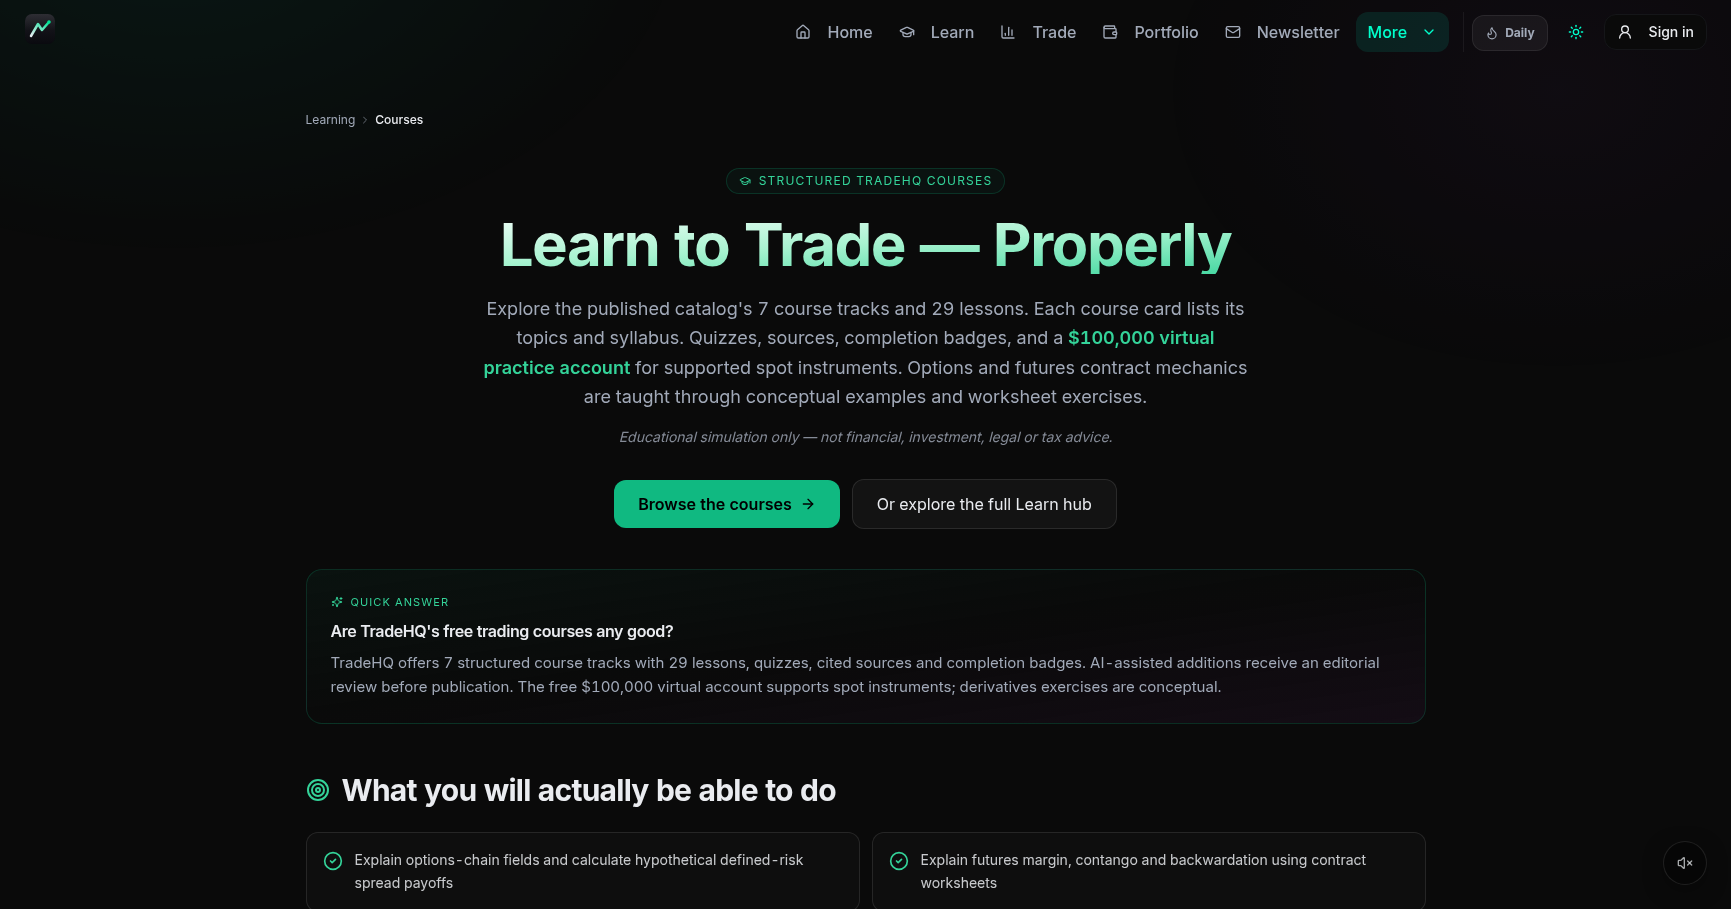 Home Learn Trade Portfolio Newsletter More Daily Sign in
Learning Courses
STRUCTURED TRADEHQ COURSES
Learn to Trade — Properly
Explore the published catalog's 7 course tracks and 29 lessons. Each course card lists its
topics and syllabus. Quizzes, sources, completion badges, and a $100,000 virtual
practice account for supported spot instruments. Options and futures contract mechanics
are taught through conceptual examples and worksheet exercises.
Educational simulation only — not financial, investment, legal or tax advice.
Browse the courses Or explore the full Learn hub
QUICK ANSWER
Are TradeHQ's free trading courses any good?
TradeHQ offers 7 structured course tracks with 29 lessons, quizzes, cited sources and completion badges. AI-assisted additions receive an editorial
review before publication. The free $100,000 virtual account supports spot instruments; derivatives exercises are conceptual.
What you will actually be able to do
Explain options-chain fields and calculate hypothetical defined-risk
spread payoffs
Explain futures margin, contango and backwardation using contract
worksheets